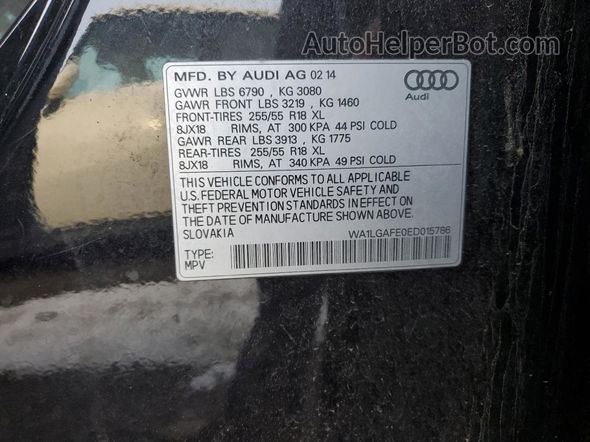 AutoHelperBot.com
MFD. BY AUDI AG 02 14
GVWR LBS 6790 , KG 3080
GAWR FRONT LBS 3219 , KG 1460
FRONT-TIRES 255/55 R18 XL
8JX18 RIMS, AT 300 KPA 44 PSI COLD
GAWR REAR LBS 3913 , KG 1775
REAR-TIRES 255/55 R18 XL
8JX18 RIMS, AT 340 KPA 49 PSI COLD
Audi
THIS VEHICLE CONFORMS TO ALL APPLICABLE
U.S. FEDERAL MOTOR VEHICLE SAFETY AND
THEFT PREVENTION STANDARDS IN EFFECT ON
THE DATE OF MANUFACTURE SHOWN ABOVE.
SLOVAKIA WA1LGAFE0ED015786
TYPE:
MPV